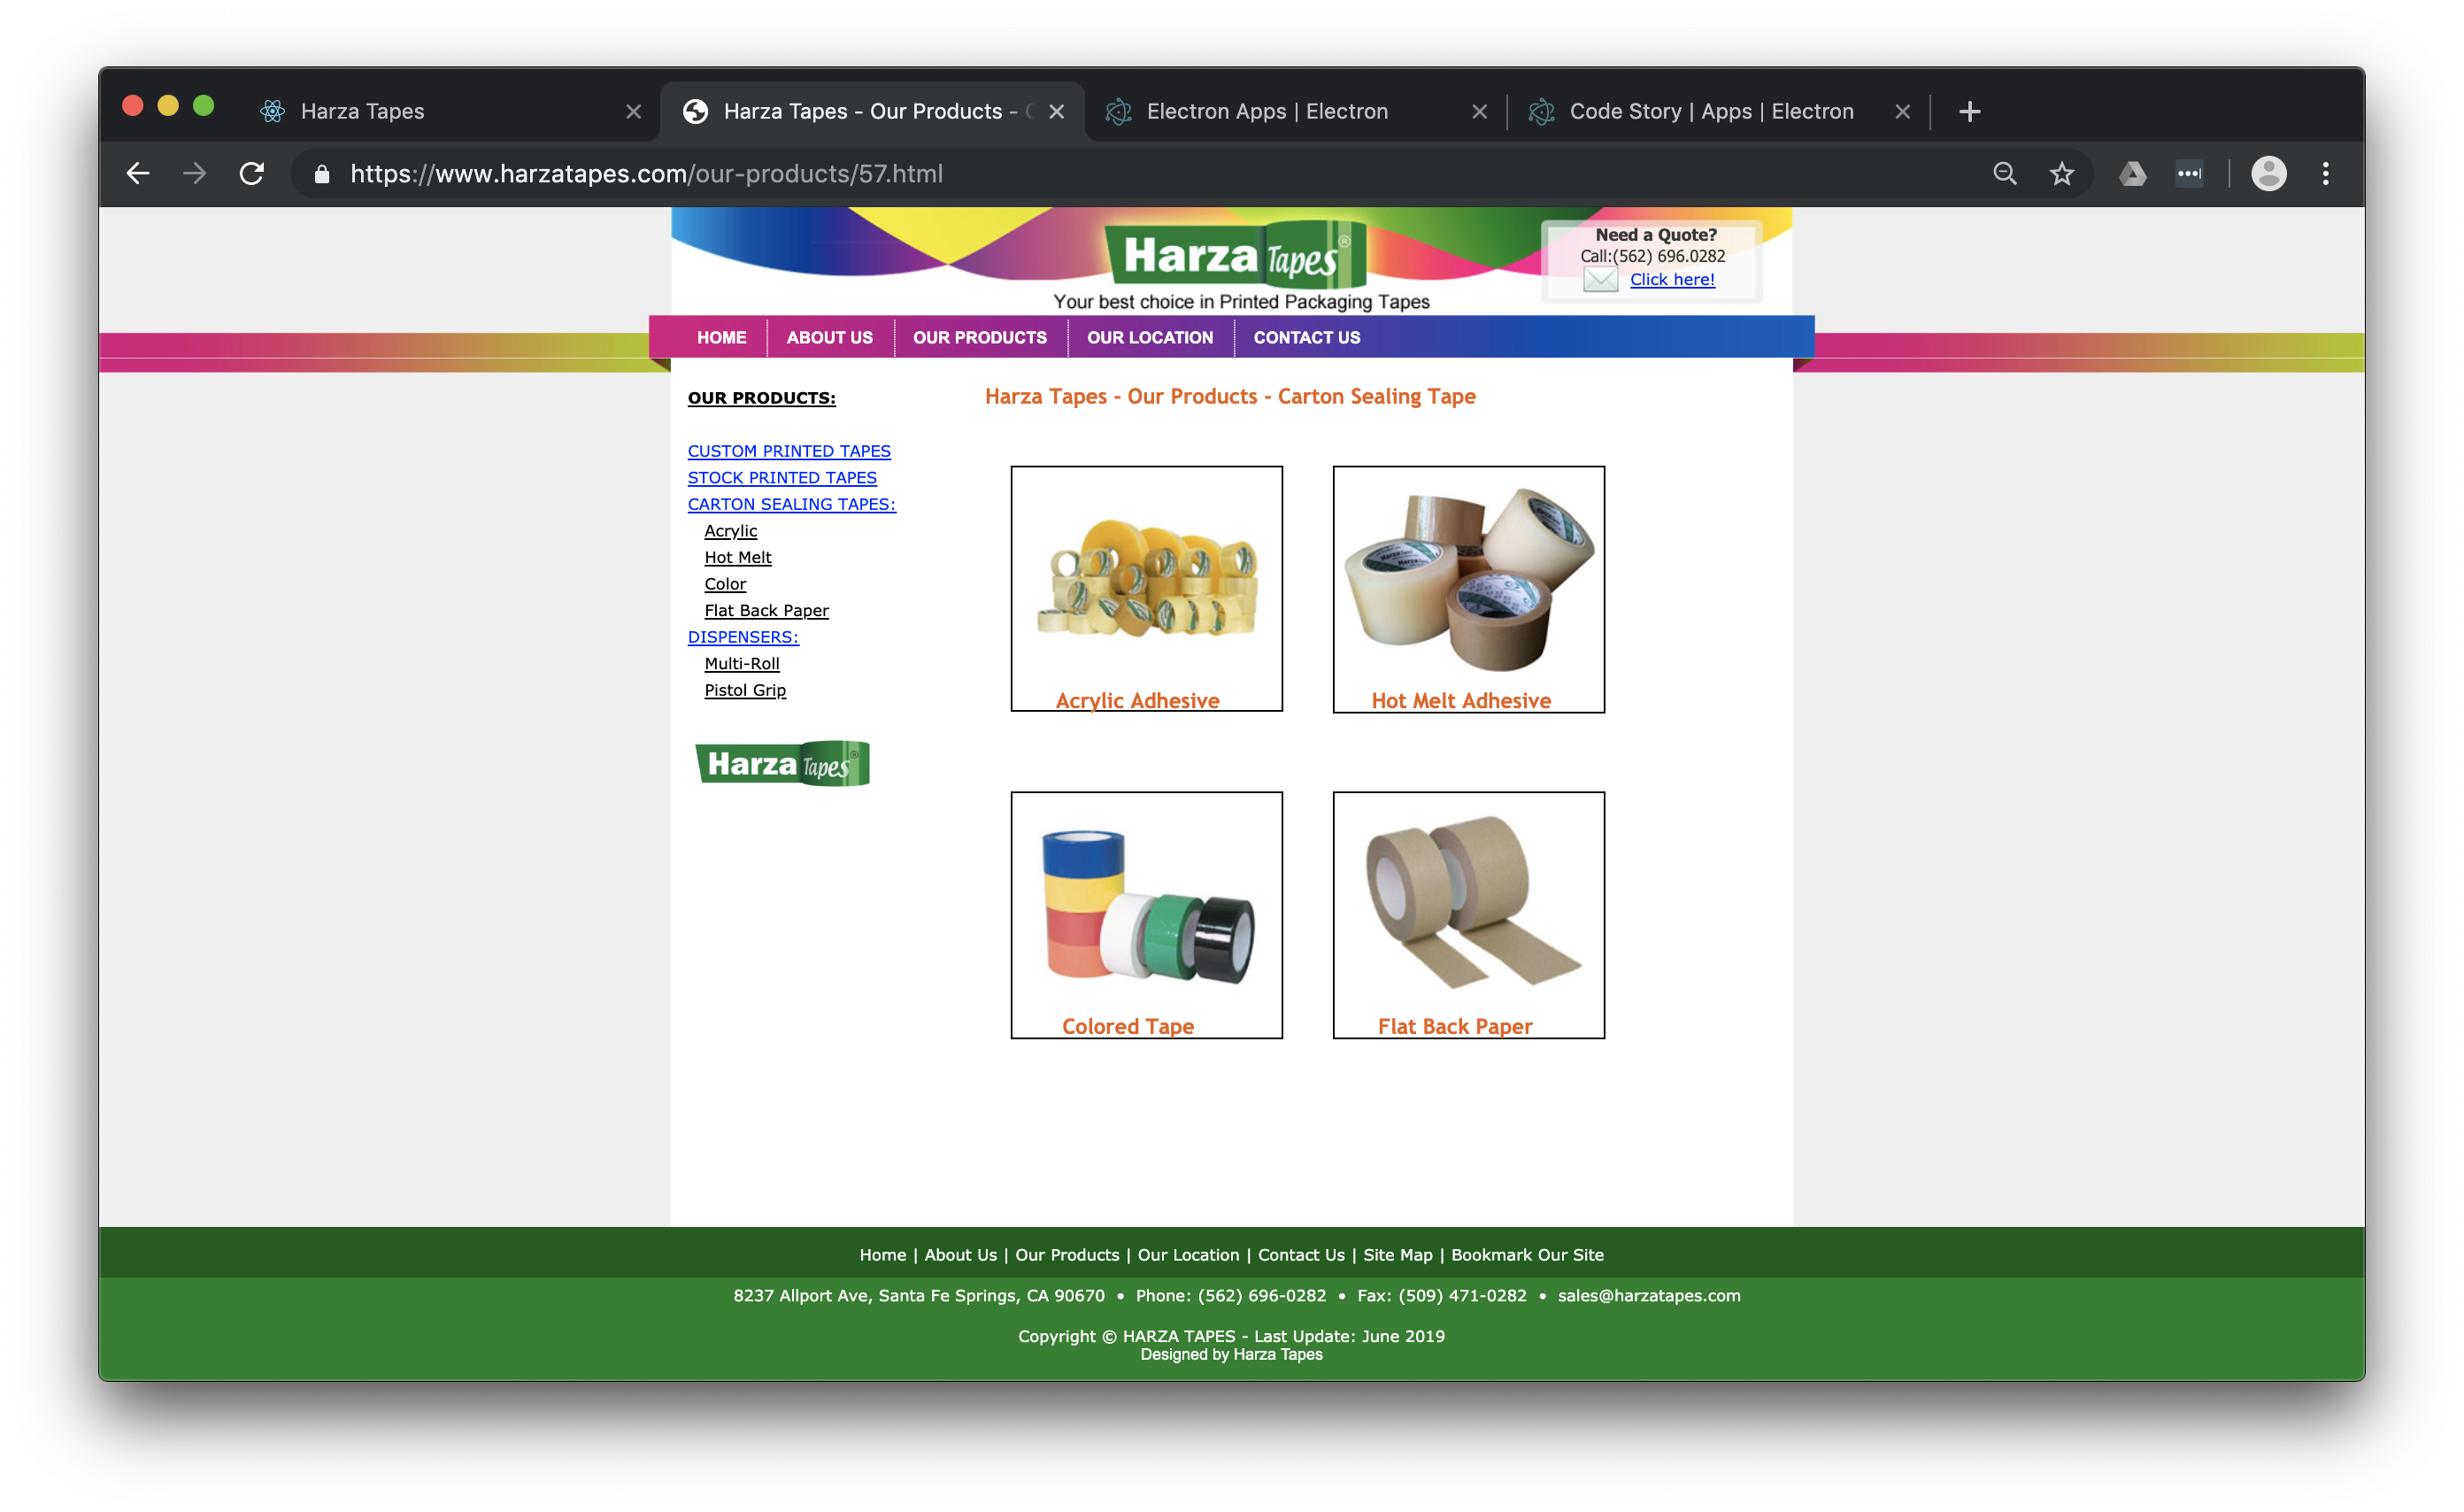 Harza Tapes
Harza Tapes - Our Products -
Electron Apps | Electron
Code Story | Apps | Electron
https://www.harzatapes.com/our-products/57.html
Harza Tapes®
Your best choice in Printed Packaging Tapes
Need a Quote?
Call:(562) 696.0282
Click here!
HOME
ABOUT US
OUR PRODUCTS
OUR LOCATION
CONTACT US
OUR PRODUCTS:
CUSTOM PRINTED TAPES
STOCK PRINTED TAPES
CARTON SEALING TAPES:
Acrylic
Hot Melt
Color
Flat Back Paper
DISPENSERS:
Multi-Roll
Pistol Grip
Harza Tapes®
Harza Tapes - Our Products - Carton Sealing Tape
Acrylic Adhesive
Hot Melt Adhesive
Colored Tape
Flat Back Paper
Home | About Us | Our Products | Our Location | Contact Us | Site Map | Bookmark Our Site
8237 Allport Ave, Santa Fe Springs, CA 90670 • Phone: (562) 696-0282 • Fax: (509) 471-0282 • sales@harzatapes.com
Copyright © HARZA TAPES - Last Update: June 2019
Designed by Harza Tapes